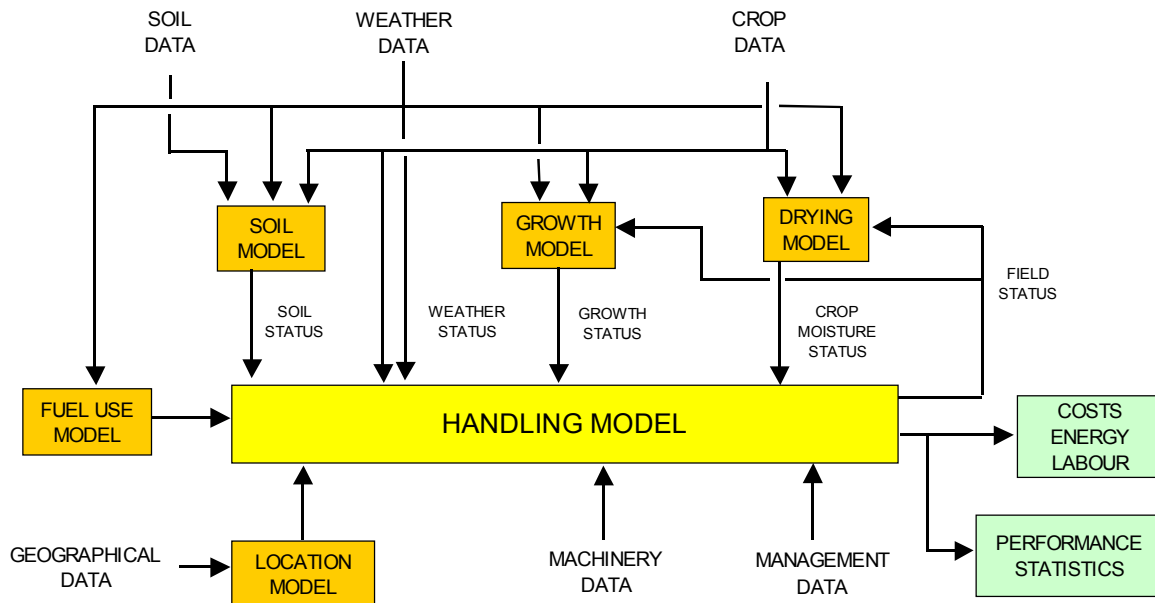 SOIL
DATA
WEATHER
DATA
CROP
DATA
SOIL
MODEL
GROWTH
MODEL
DRYING
MODEL
SOIL
STATUS
WEATHER
STATUS
GROWTH
STATUS
CROP
MOISTURE
STATUS
FIELD
STATUS
FUEL USE
MODEL
HANDLING MODEL
COSTS
ENERGY
LABOUR
GEOGRAPHICAL
DATA
LOCATION
MODEL
MACHINERY
DATA
MANAGEMENT
DATA
PERFORMANCE
STATISTICS